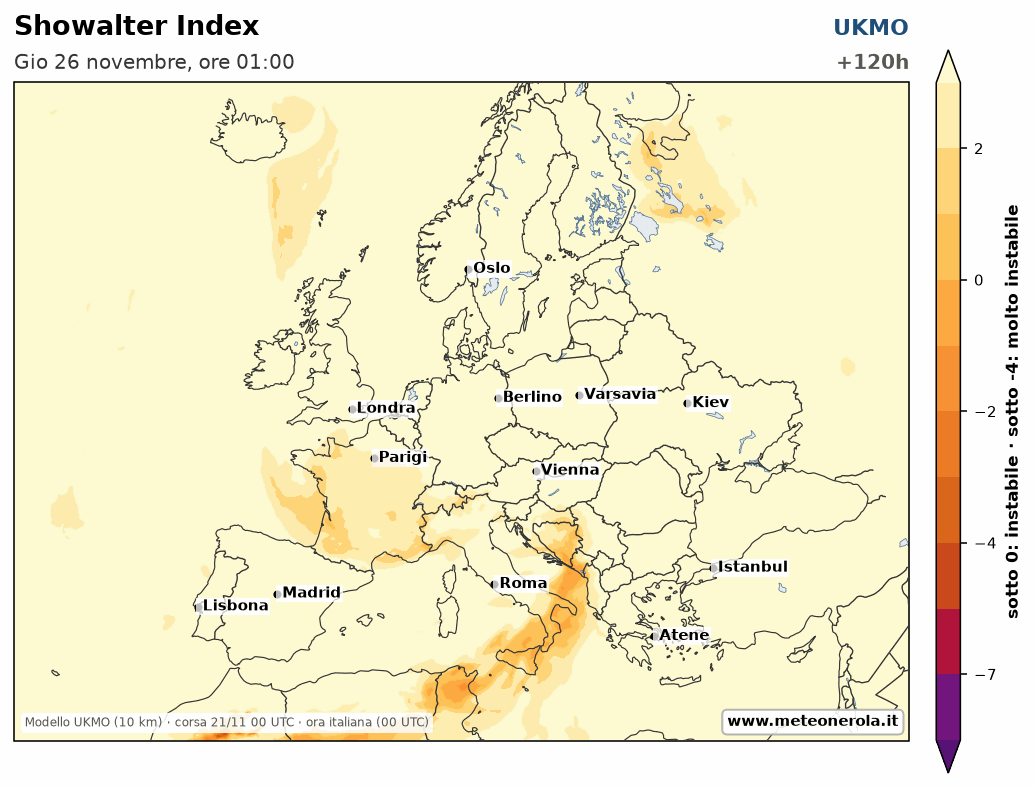 Showalter Index
UKMO
Gio 26 novembre, ore 01:00
+120h
Oslo
Berlino
Varsavia
Kiev
Londra
Parigi
Vienna
Istanbul
Roma
Madrid
Lisbona
Atene
Modello UKMO (10 km) · corsa 21/11 00 UTC · ora italiana (00 UTC)
www.meteonerola.it
2
0
−2
−4
−7
sotto 0: instabile · sotto -4: molto instabile